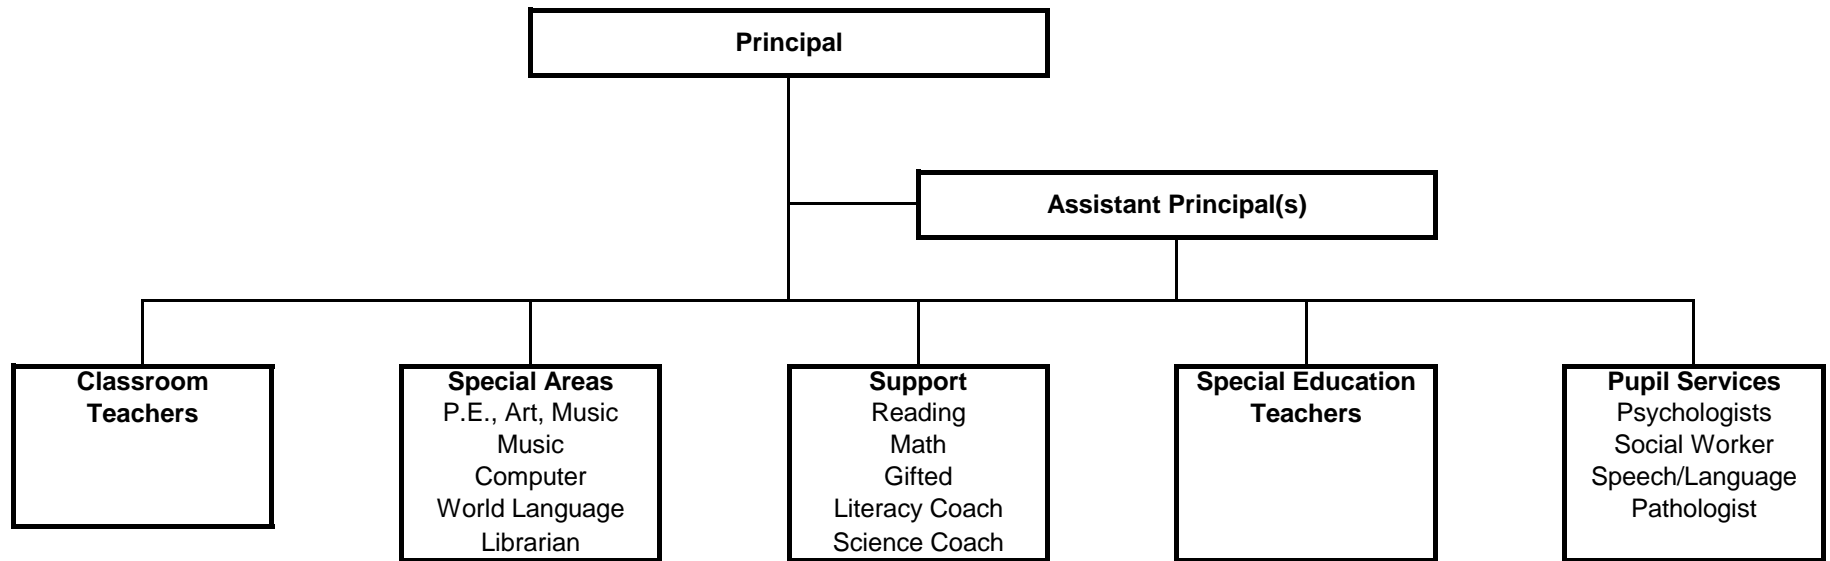 Principal
Assistant Principal(s)
Classroom
Teachers
Special Areas
P.E., Art, Music
Music
Computer
World Language
Librarian
Support
Reading
Math
Gifted
Literacy Coach
Science Coach
Special Education
Teachers
Pupil Services
Psychologists
Social Worker
Speech/Language
Pathologist